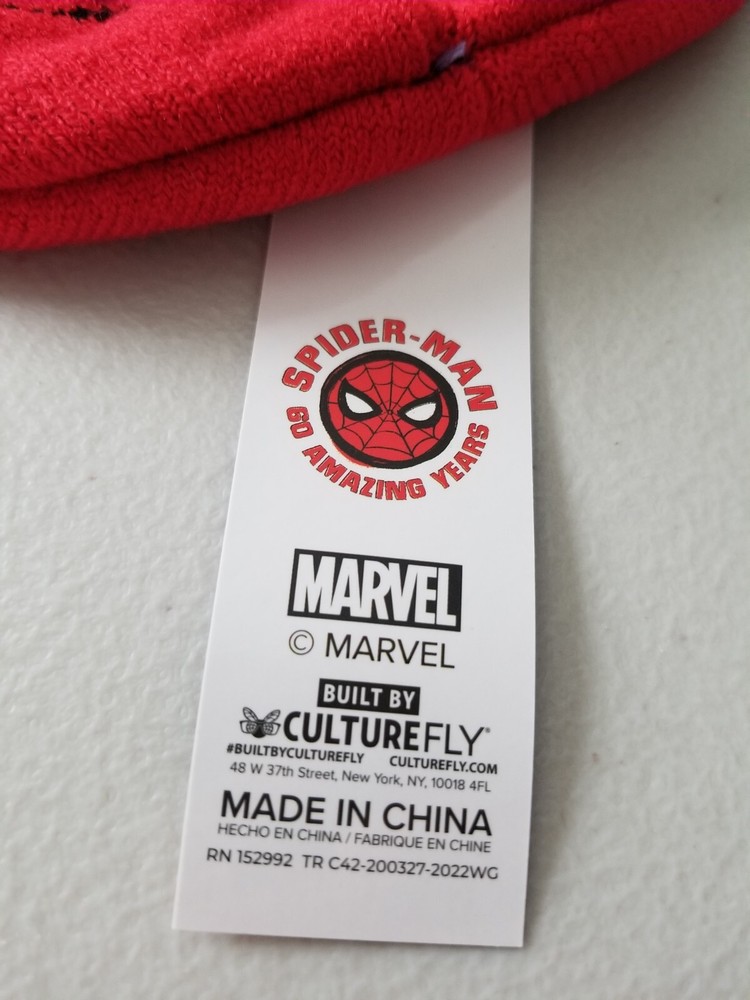 SPIDER-MAN
60 AMAZING YEARS
MARVEL
© MARVEL
BUILT BY
CULTUREFLY®
#BUILTBYCULTUREFLY CULTUREFLY.COM
48 W 37th Street, New York, NY, 10018 4FL
MADE IN CHINA
HECHO EN CHINA / FABRIQUE EN CHINE
RN 152992 TR C42-200327-2022WG